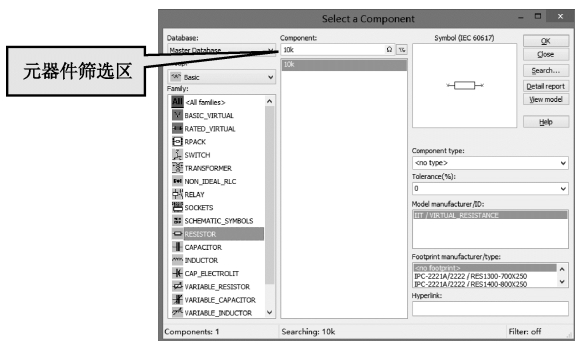 Select a Component
元器件筛选区
Database:
Master Database
Basic
Family:
All <All families>
BASIC_VIRTUAL
RATED_VIRTUAL
RPACK
SWITCH
TRANSFORMER
NON_IDEAL_RLC
RELAY
SOCKETS
SCHEMATIC_SYMBOLS
RESISTOR
CAPACITOR
INDUCTOR
CAP_ELECTROLIT
VARIABLE_RESISTOR
VARIABLE_CAPACITOR
VARIABLE_INDUCTOR
Component:
10k Ω
10k
Symbol (IEC 60617)
OK
Close
Search...
Detail report
View model
Help
Component type:
<no type>
Tolerance(%):
0
Model manufacturer/ID:
IIT / VIRTUAL_RESISTANCE
Footprint manufacturer/type:
<no footprint>
IPC-2221A/2222 / RES1300-700X250
IPC-2221A/2222 / RES1400-800X250
Hyperlink:
Components: 1 Searching: 10k Filter: off